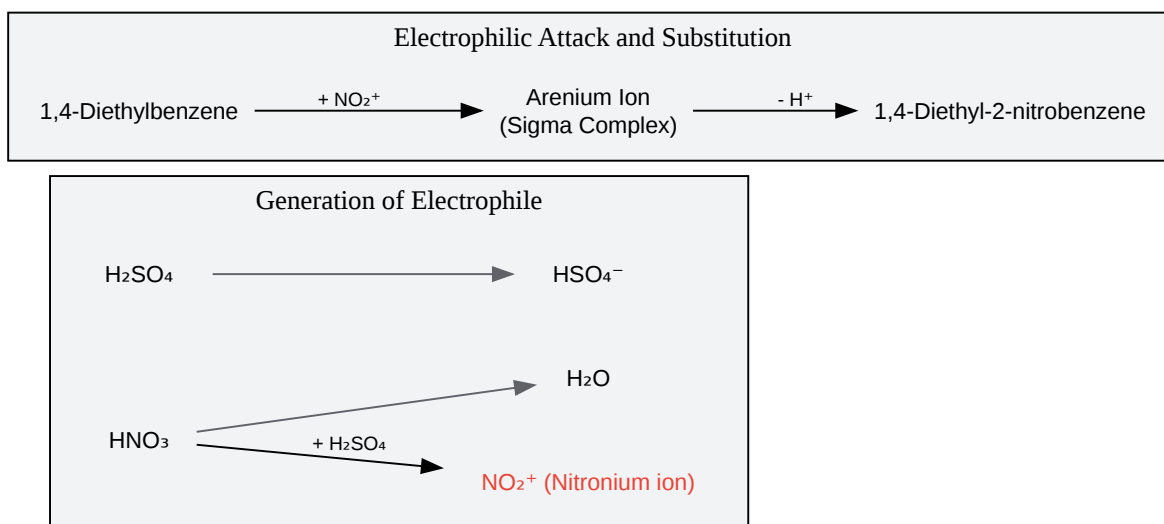 Electrophilic Attack and Substitution
1,4-Diethylbenzene
+ NO₂⁺
Arenium Ion
(Sigma Complex)
- H⁺
1,4-Diethyl-2-nitrobenzene
Generation of Electrophile
H₂SO₄
HSO₄⁻
H₂O
HNO₃
+ H₂SO₄
NO₂⁺ (Nitronium ion)